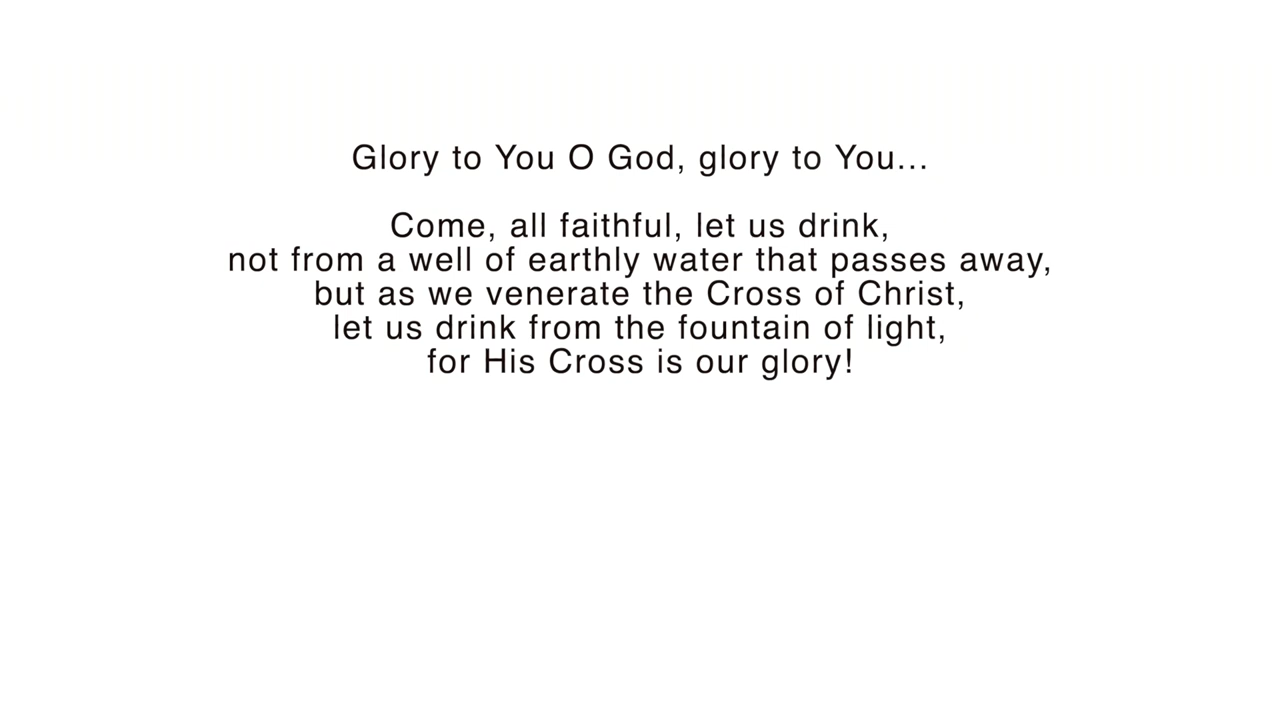 Glory to You O God, glory to You...
Come, all faithful, let us drink,
not from a well of earthly water that passes away,
but as we venerate the Cross of Christ,
let us drink from the fountain of light,
for His Cross is our glory!